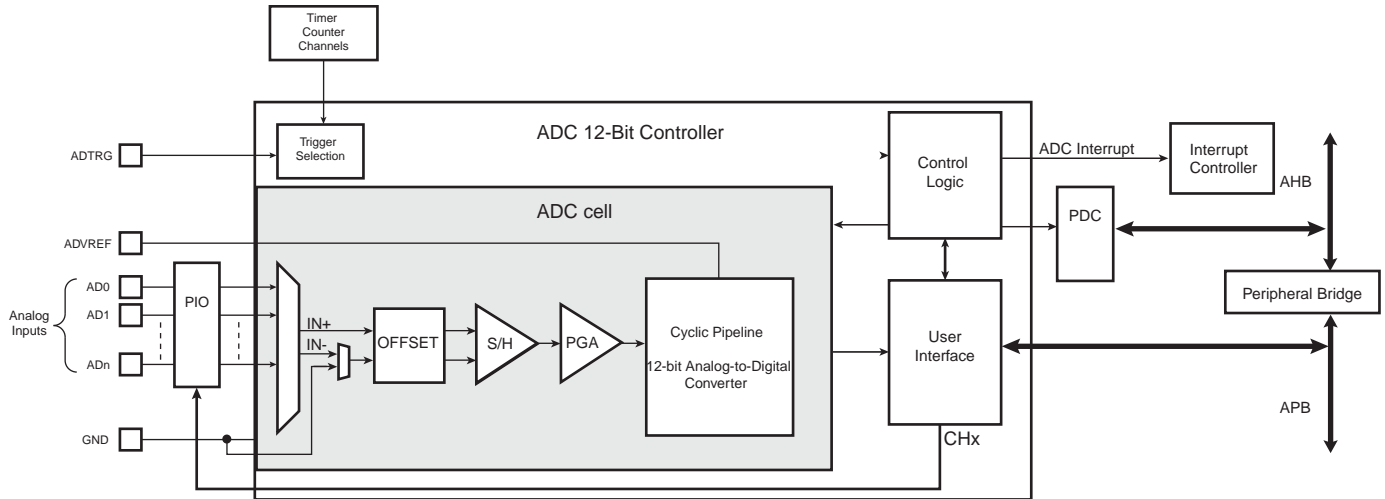 Timer
Counter
Channels
ADC 12-Bit Controller
Trigger
Selection
ADTRG
Control
Logic
ADC Interrupt
Interrupt
Controller
AHB
PDC
ADC cell
ADVREF
Analog
Inputs
AD0
AD1
ADn
PIO
IN+
IN-
OFFSET
S/H
PGA
Cyclic Pipeline
12-bit Analog-to-Digital
Converter
User
Interface
Peripheral Bridge
APB
GND
CHx